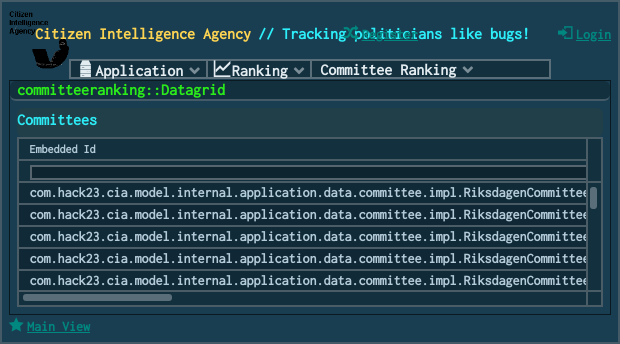 Citizen
Intelligence
Agency
Citizen Intelligence Agency // Tracking politicians like bugs!
Register
Login
Application
Ranking
Committee Ranking
committeeranking::Datagrid
Committees
Embedded Id
com.hack23.cia.model.internal.application.data.committee.impl.RiksdagenCommittee
com.hack23.cia.model.internal.application.data.committee.impl.RiksdagenCommittee
com.hack23.cia.model.internal.application.data.committee.impl.RiksdagenCommittee
com.hack23.cia.model.internal.application.data.committee.impl.RiksdagenCommittee
com.hack23.cia.model.internal.application.data.committee.impl.RiksdagenCommittee
Main View